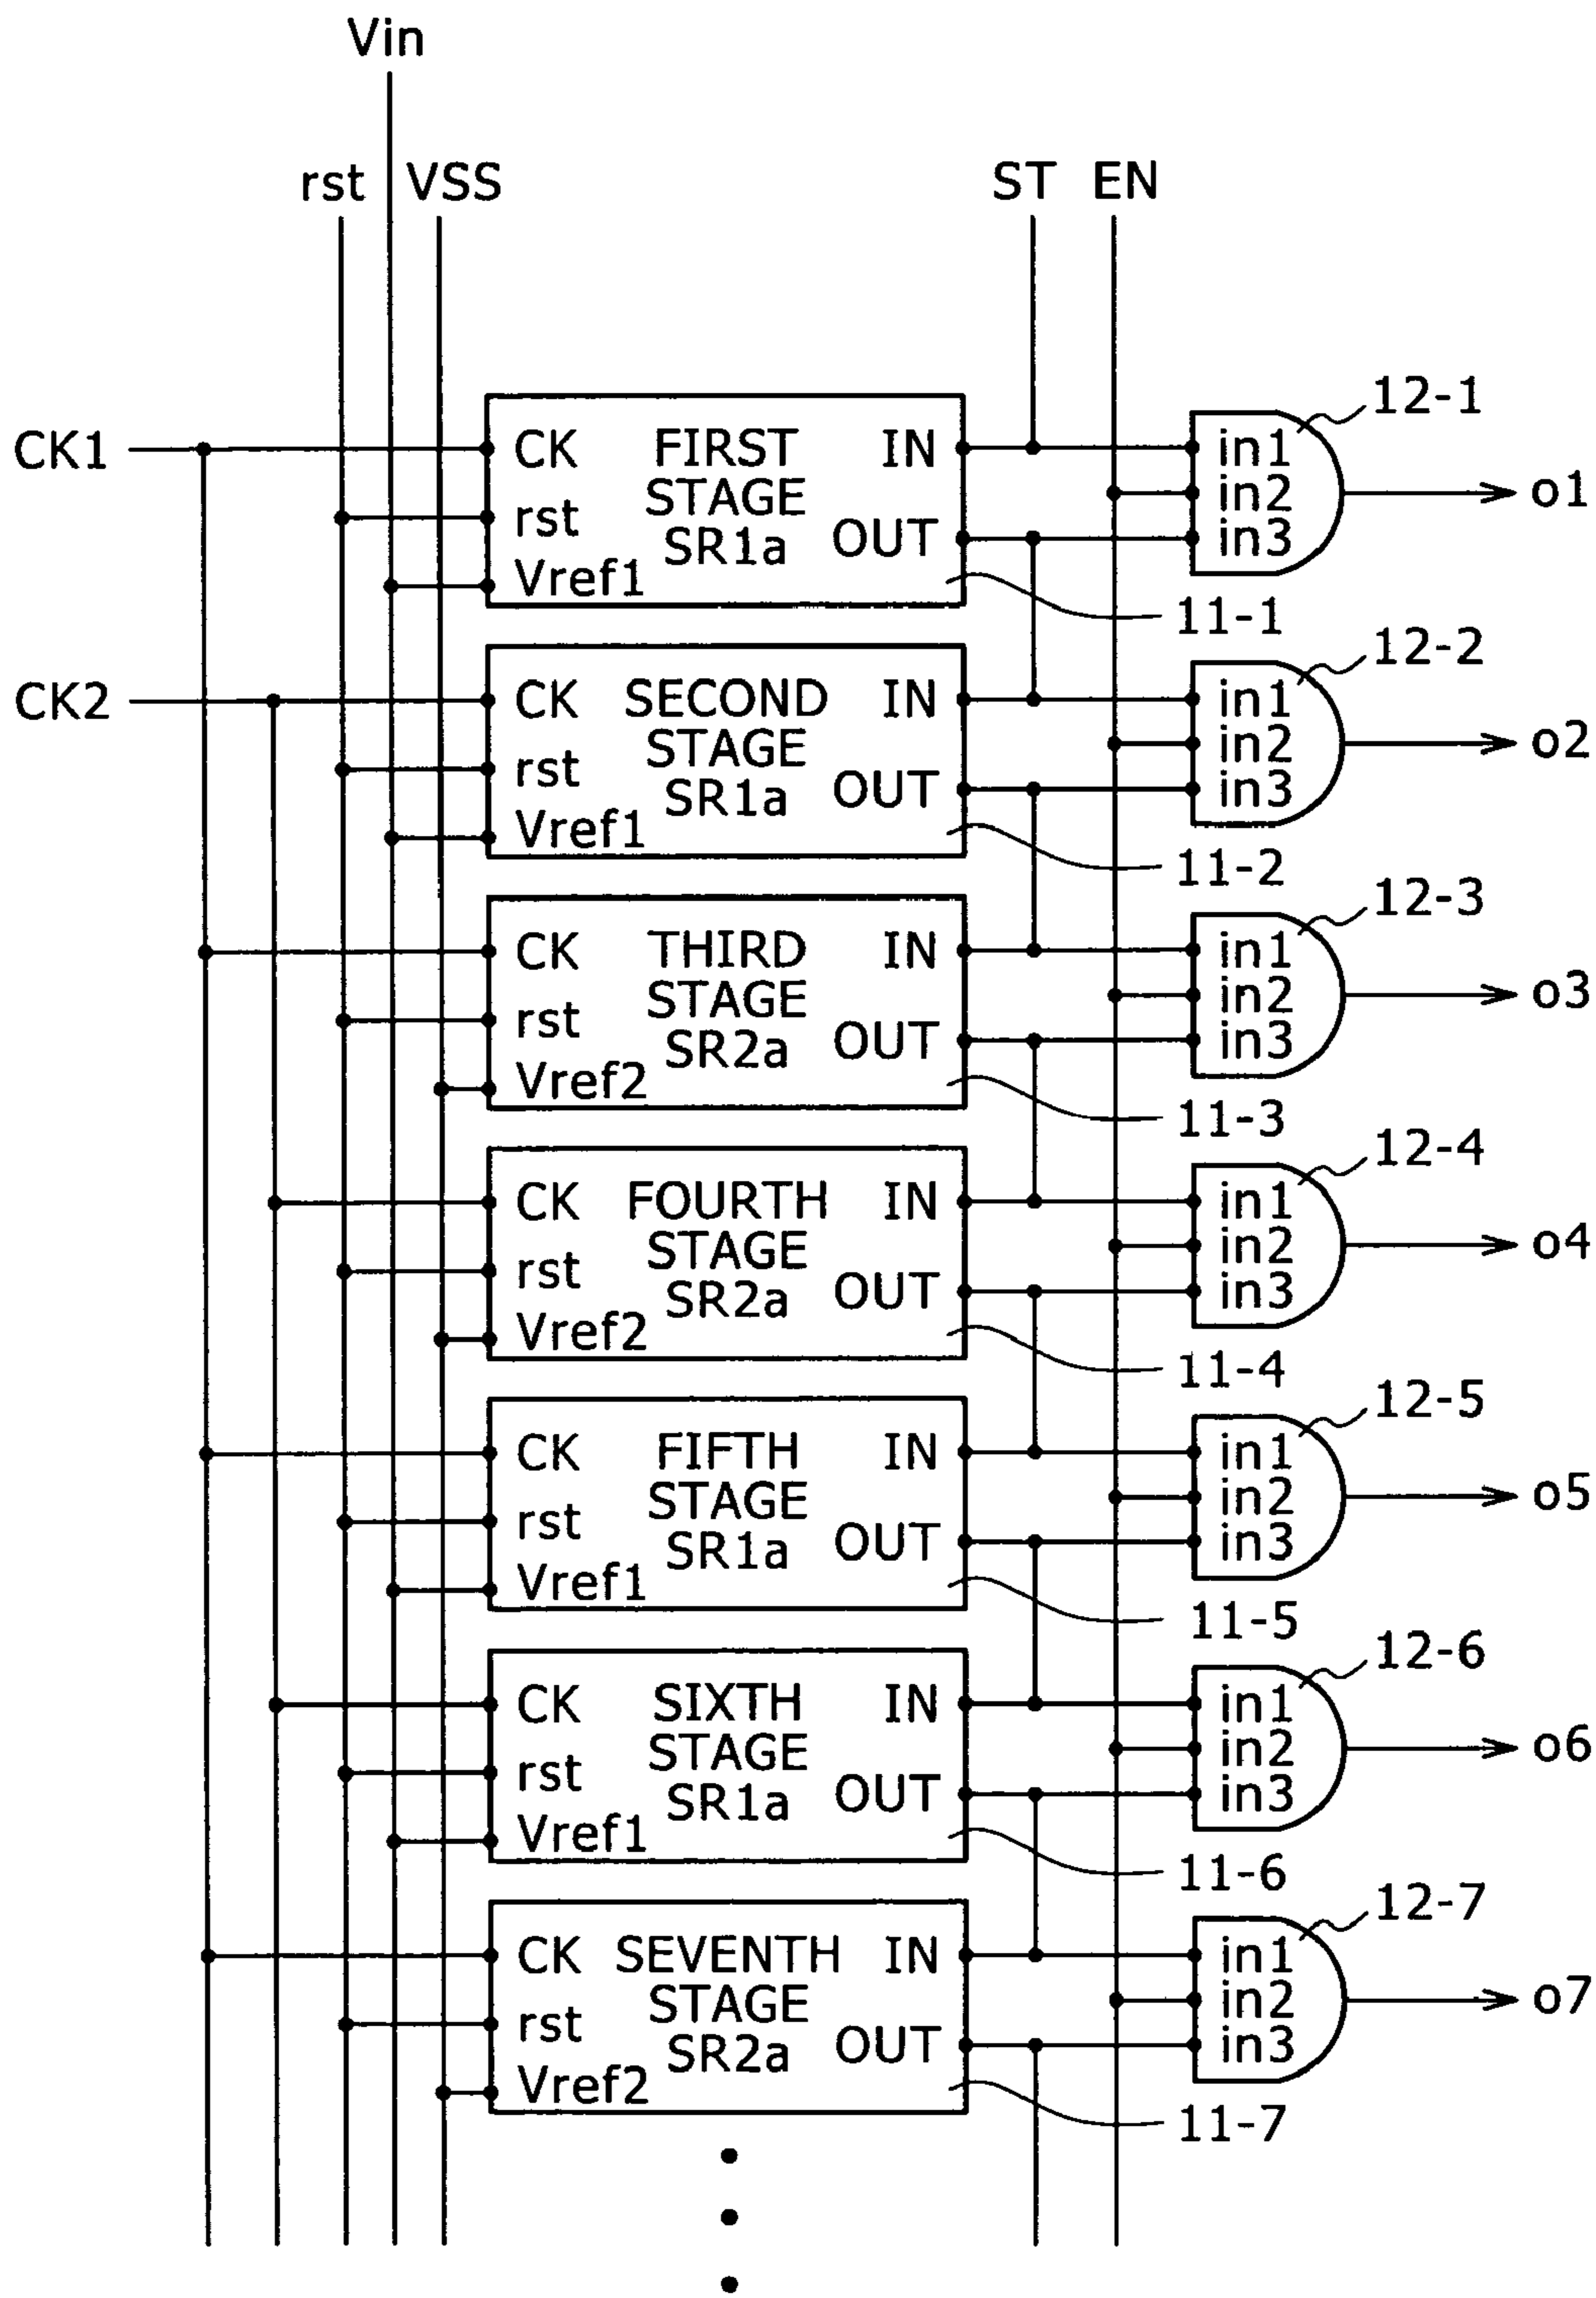 Vin
rst VSS ST EN
12-1
CK1 CK FIRST IN in1
STAGE in2 o1
rst SR1a OUT in3
Vref1
11-1
12-2
CK2 CK SECOND IN in1
STAGE in2 o2
rst SR1a OUT in3
Vref1
11-2
12-3
CK THIRD IN in1
STAGE in2 o3
rst SR2a OUT in3
Vref2
11-3
12-4
CK FOURTH IN in1
STAGE in2 o4
rst SR2a OUT in3
Vref2
11-4
12-5
CK FIFTH IN in1
STAGE in2 o5
rst SR1a OUT in3
Vref1
11-5
12-6
CK SIXTH IN in1
STAGE in2 o6
rst SR1a OUT in3
Vref1
11-6
12-7
CK SEVENTH IN in1
STAGE in2 o7
rst SR2a OUT in3
Vref2
11-7